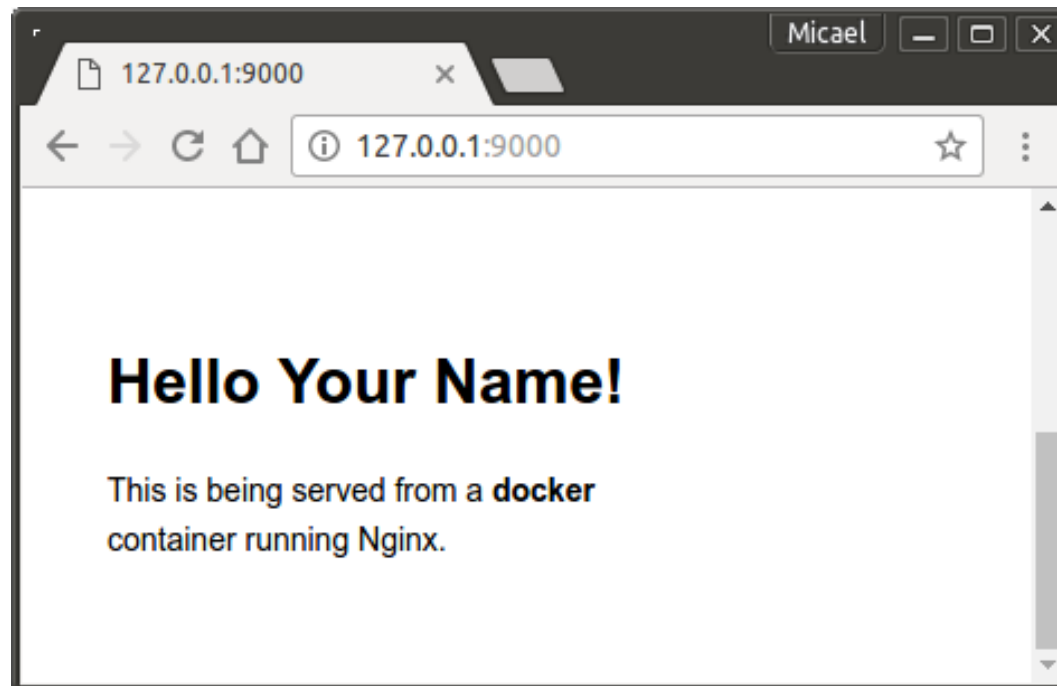 Micael
127.0.0.1:9000
127.0.0.1:9000
Hello Your Name!
This is being served from a docker
container running Nginx.